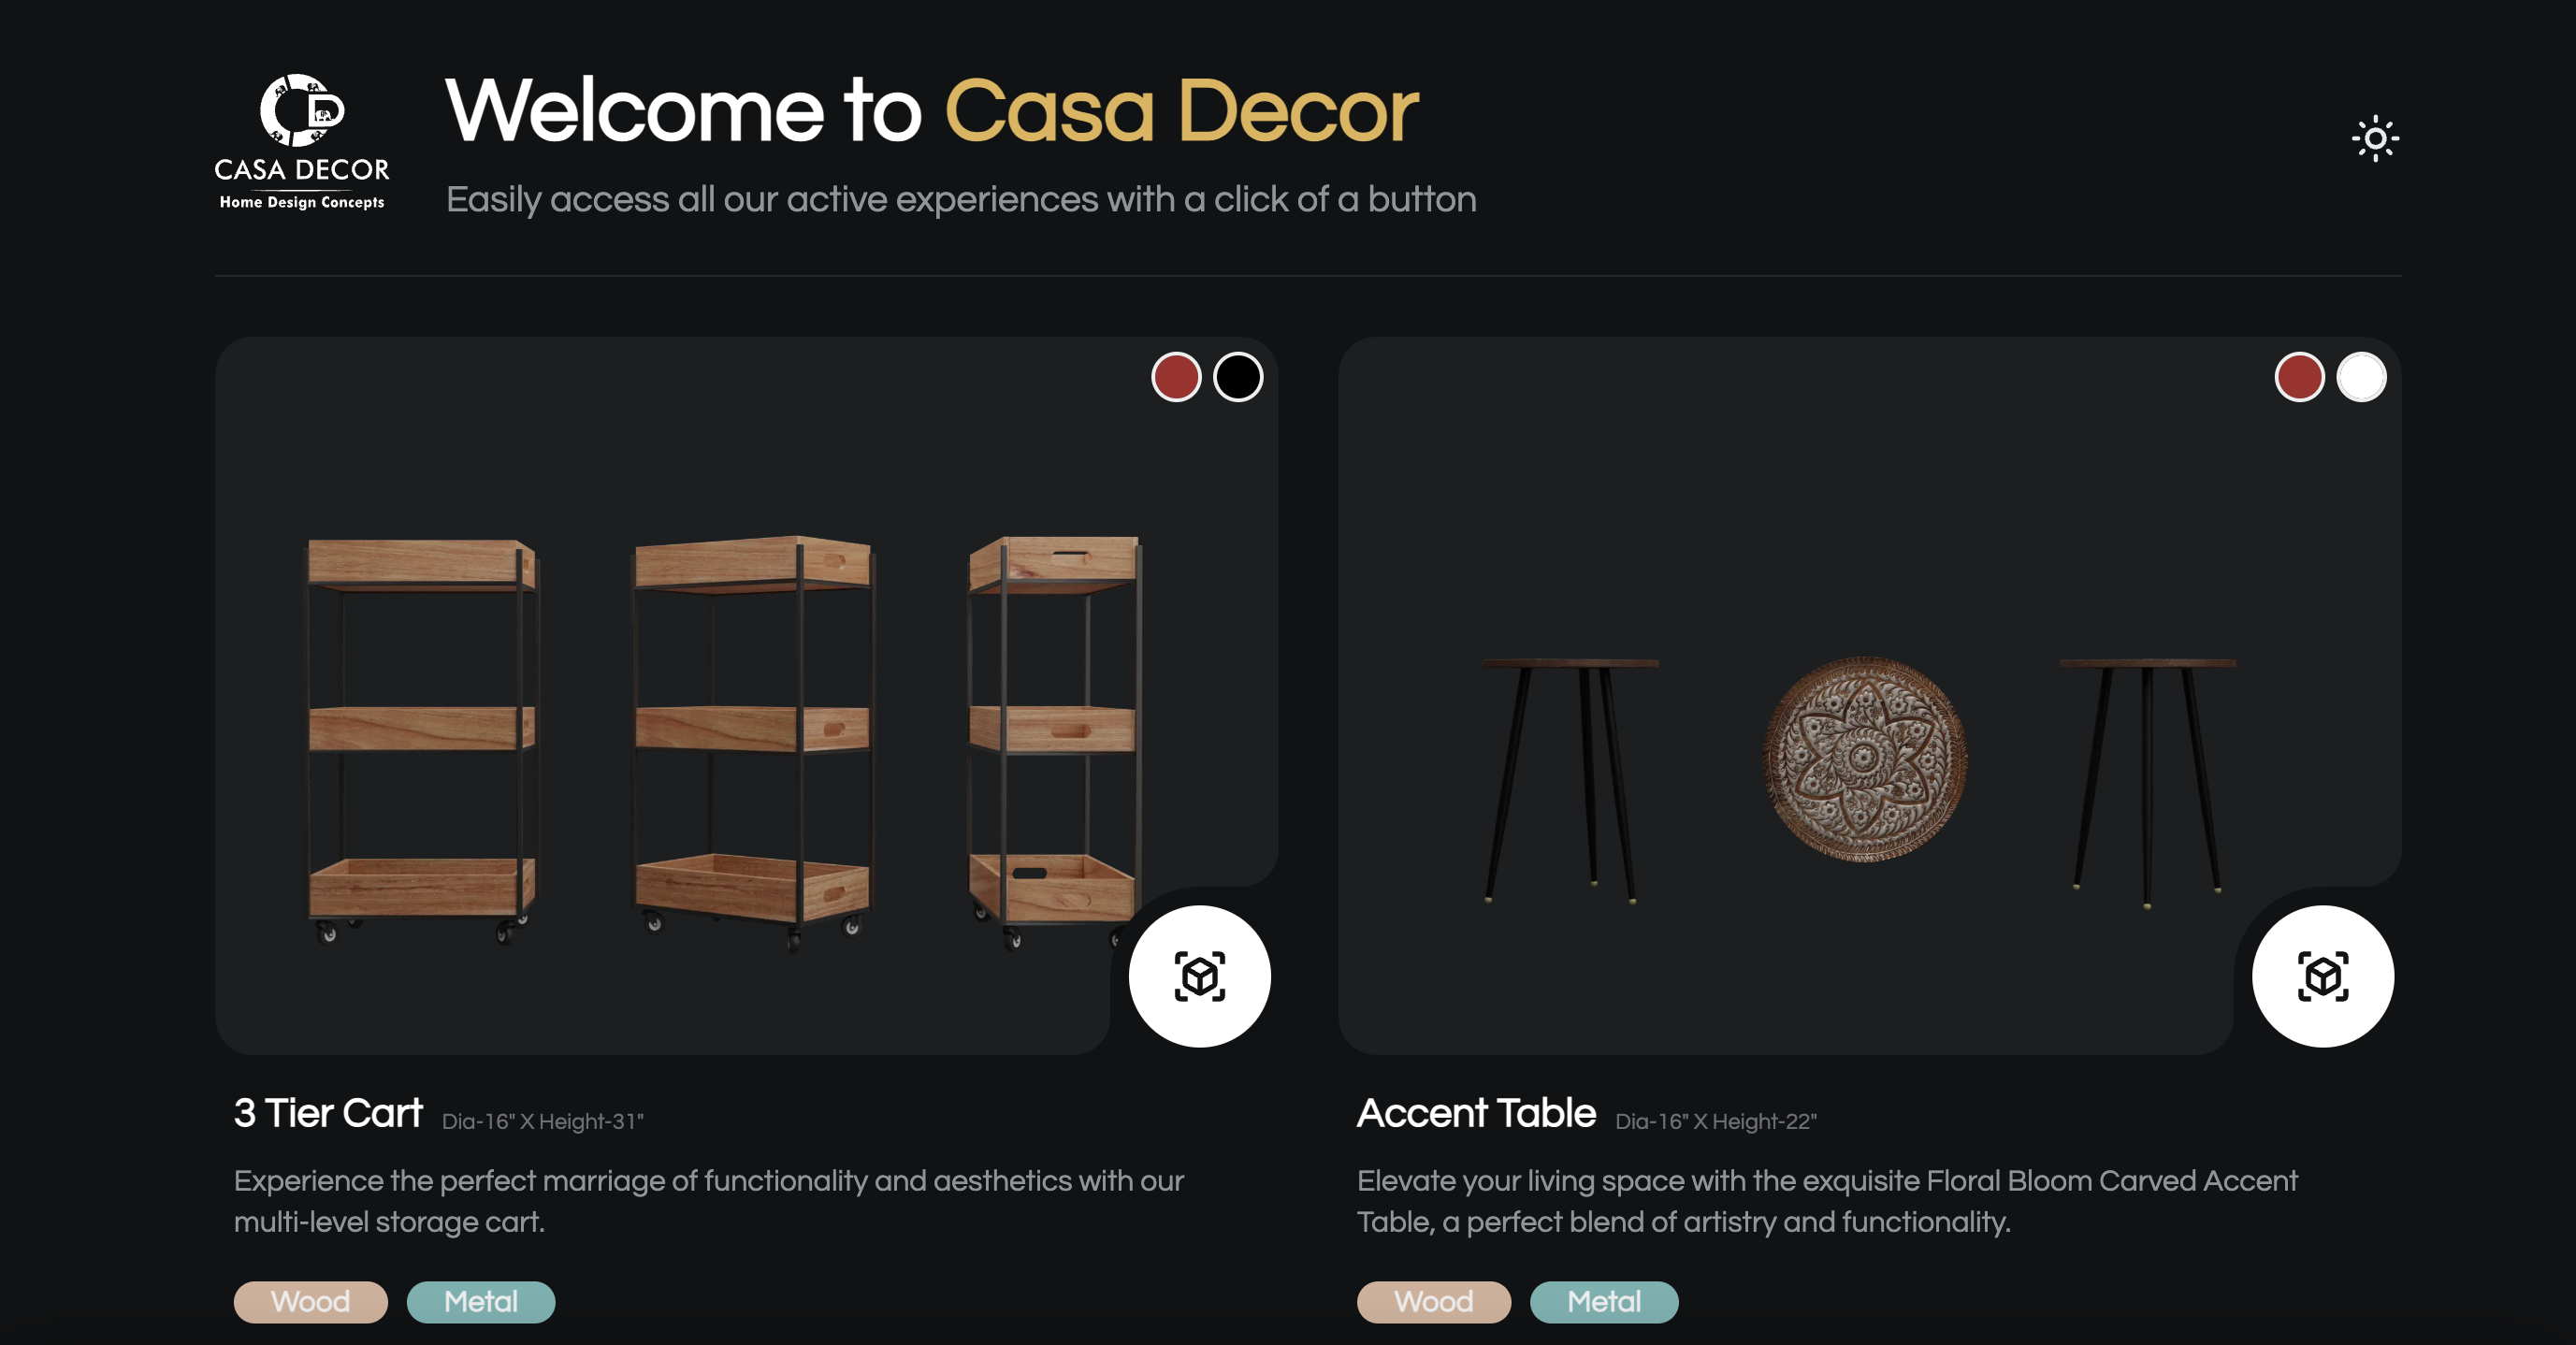 CASA DECOR
Home Design Concepts
Welcome to Casa Decor
Easily access all our active experiences with a click of a button
3 Tier Cart Dia-16" X Height-31"
Experience the perfect marriage of functionality and aesthetics with our
multi-level storage cart.
Wood Metal
Accent Table Dia-16" X Height-22"
Elevate your living space with the exquisite Floral Bloom Carved Accent
Table, a perfect blend of artistry and functionality.
Wood Metal